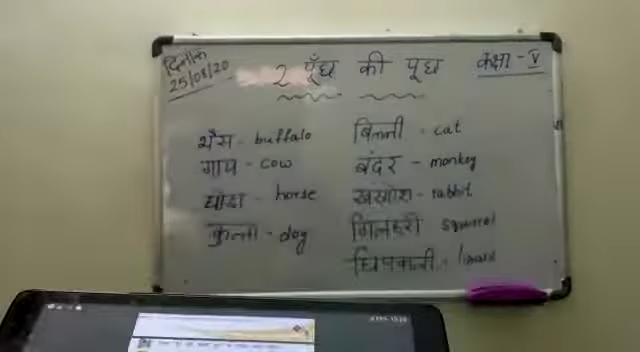 दिनांक
25/08/20
2 पूँछ की पूछ
कक्षा - V
भैंस - buffalo
गाय - cow
घोडा - horse
कुत्ता - dog
बिल्ली - cat
बंदर - monkey
खरगोश - rabbit
गिलहरी squirrel
छिपकली - lizard